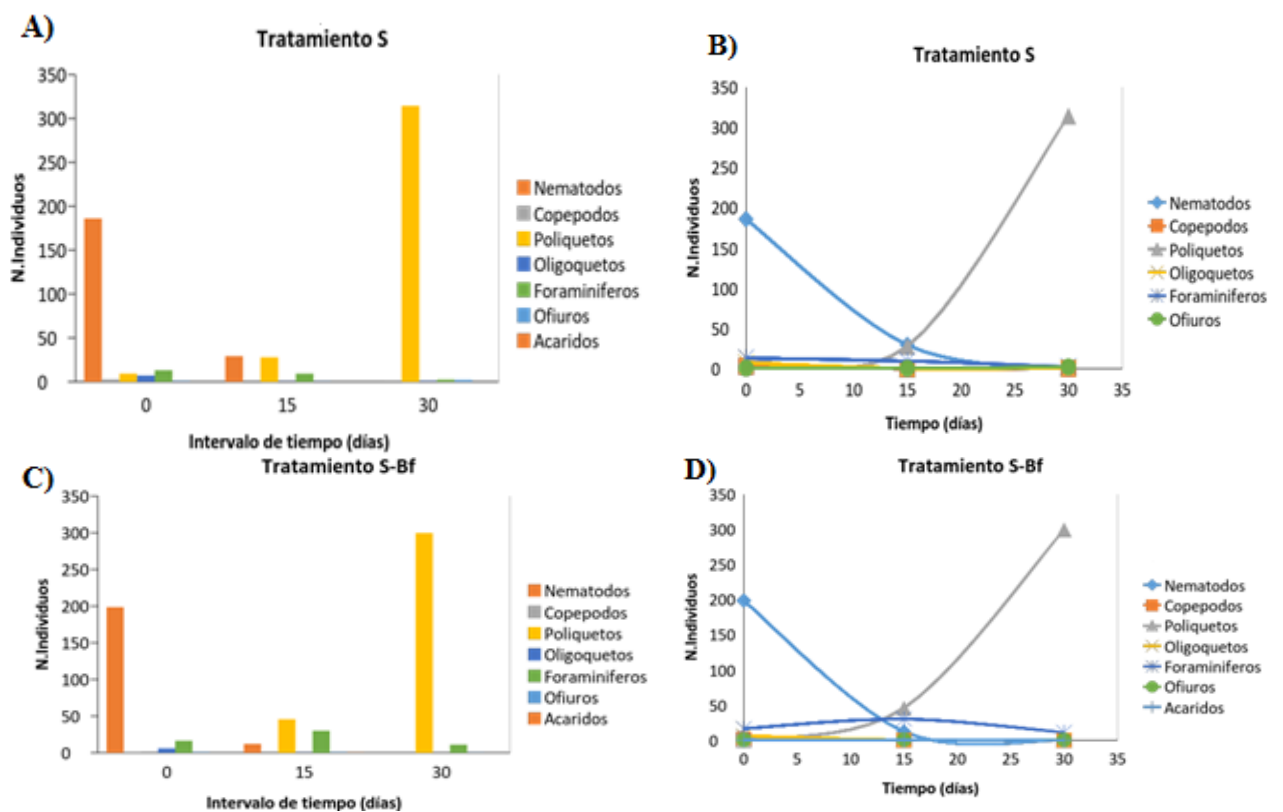 A)
Tratamiento S
350
300
250
200
150
100
50
0
N.Individuos
0 15 30
Intervalo de tiempo (días)
Nematodos
Copepodos
Poliquetos
Oligoquetos
Foraminiferos
Ofiuros
Acaridos
B)
Tratamiento S
350
300
250
200
150
100
50
0
N.Individuos
0 5 10 15 20 25 30 35
Tiempo (días)
Nematodos
Copepodos
Poliquetos
Oligoquetos
Foraminiferos
Ofiuros
C)
Tratamiento S-Bf
350
300
250
200
150
100
50
0
N.Individuos
0 15 30
Intervalo de tiempo (días)
Nematodos
Copepodos
Poliquetos
Oligoquetos
Foraminiferos
Ofiuros
Acaridos
D)
Tratamiento S-Bf
350
300
250
200
150
100
50
0
N.Individuos
0 5 10 15 20 25 30 35
Tiempo (días)
Nematodos
Copepodos
Poliquetos
Oligoquetos
Foraminiferos
Ofiuros
Acaridos